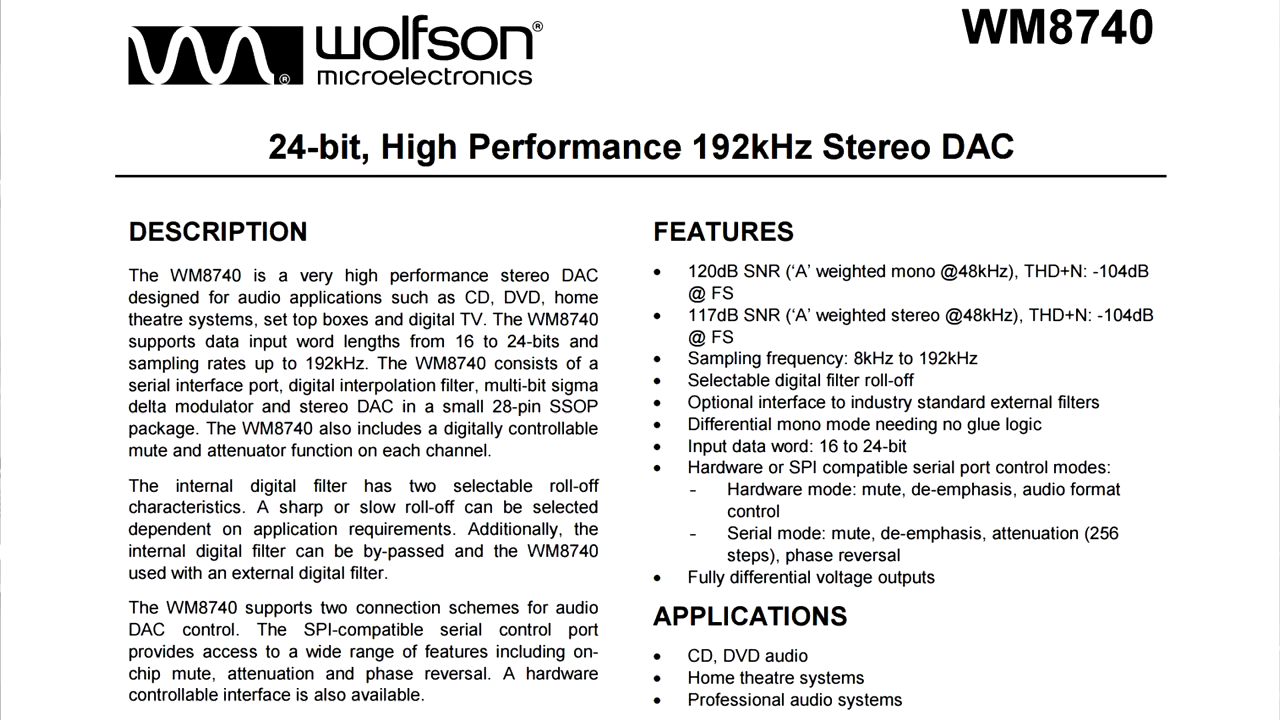 wolfson®
microelectronics
®
WM8740
24-bit, High Performance 192kHz Stereo DAC
DESCRIPTION
The WM8740 is a very high performance stereo DAC
designed for audio applications such as CD, DVD, home
theatre systems, set top boxes and digital TV. The WM8740
supports data input word lengths from 16 to 24-bits and
sampling rates up to 192kHz. The WM8740 consists of a
serial interface port, digital interpolation filter, multi-bit sigma
delta modulator and stereo DAC in a small 28-pin SSOP
package. The WM8740 also includes a digitally controllable
mute and attenuator function on each channel.
The internal digital filter has two selectable roll-off
characteristics. A sharp or slow roll-off can be selected
dependent on application requirements. Additionally, the
internal digital filter can be by-passed and the WM8740
used with an external digital filter.
The WM8740 supports two connection schemes for audio
DAC control. The SPI-compatible serial control port
provides access to a wide range of features including on-
chip mute, attenuation and phase reversal. A hardware
controllable interface is also available.
FEATURES
• 120dB SNR (‘A’ weighted mono @48kHz), THD+N: -104dB
@ FS
• 117dB SNR (‘A’ weighted stereo @48kHz), THD+N: -104dB
@ FS
• Sampling frequency: 8kHz to 192kHz
• Selectable digital filter roll-off
• Optional interface to industry standard external filters
• Differential mono mode needing no glue logic
• Input data word: 16 to 24-bit
• Hardware or SPI compatible serial port control modes:
- Hardware mode: mute, de-emphasis, audio format
control
- Serial mode: mute, de-emphasis, attenuation (256
steps), phase reversal
• Fully differential voltage outputs
APPLICATIONS
• CD, DVD audio
• Home theatre systems
• Professional audio systems